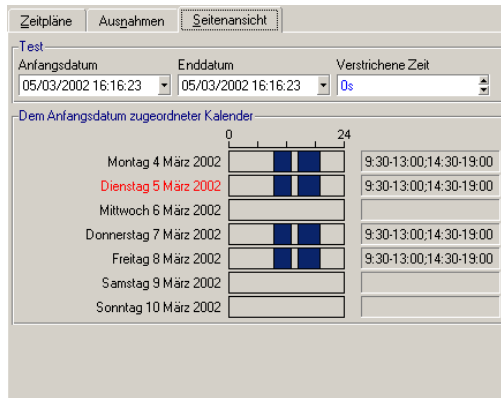 Zeitpläne Ausnahmen Seitenansicht
Test
Anfangsdatum Enddatum Verstrichene Zeit
05/03/2002 16:16:23 05/03/2002 16:16:23 0s
Dem Anfangsdatum zugeordneter Kalender
0 24
Montag 4 März 2002 9:30-13:00;14:30-19:00
Dienstag 5 März 2002 9:30-13:00;14:30-19:00
Mittwoch 6 März 2002
Donnerstag 7 März 2002 9:30-13:00;14:30-19:00
Freitag 8 März 2002 9:30-13:00;14:30-19:00
Samstag 9 März 2002
Sonntag 10 März 2002